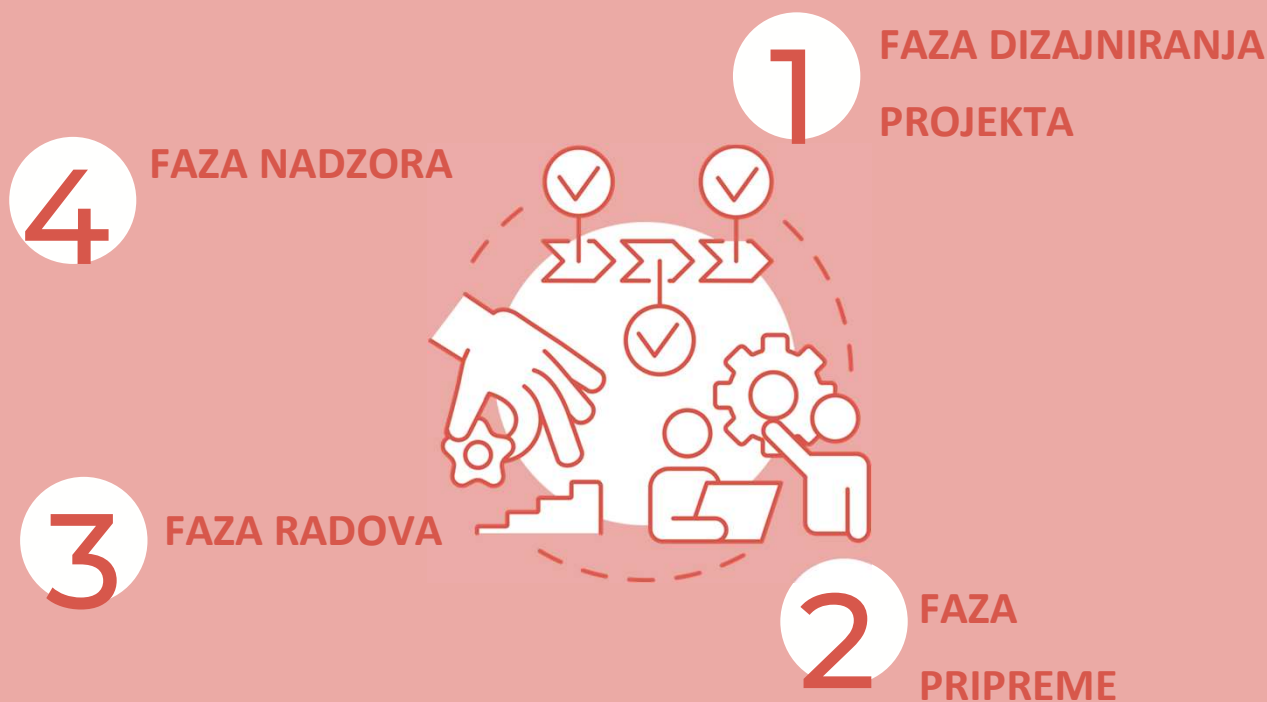 1
FAZA DIZAJNIRANJA
PROJEKTA
2
FAZA
PRIPREME
3
FAZA RADOVA
4
FAZA NADZORA